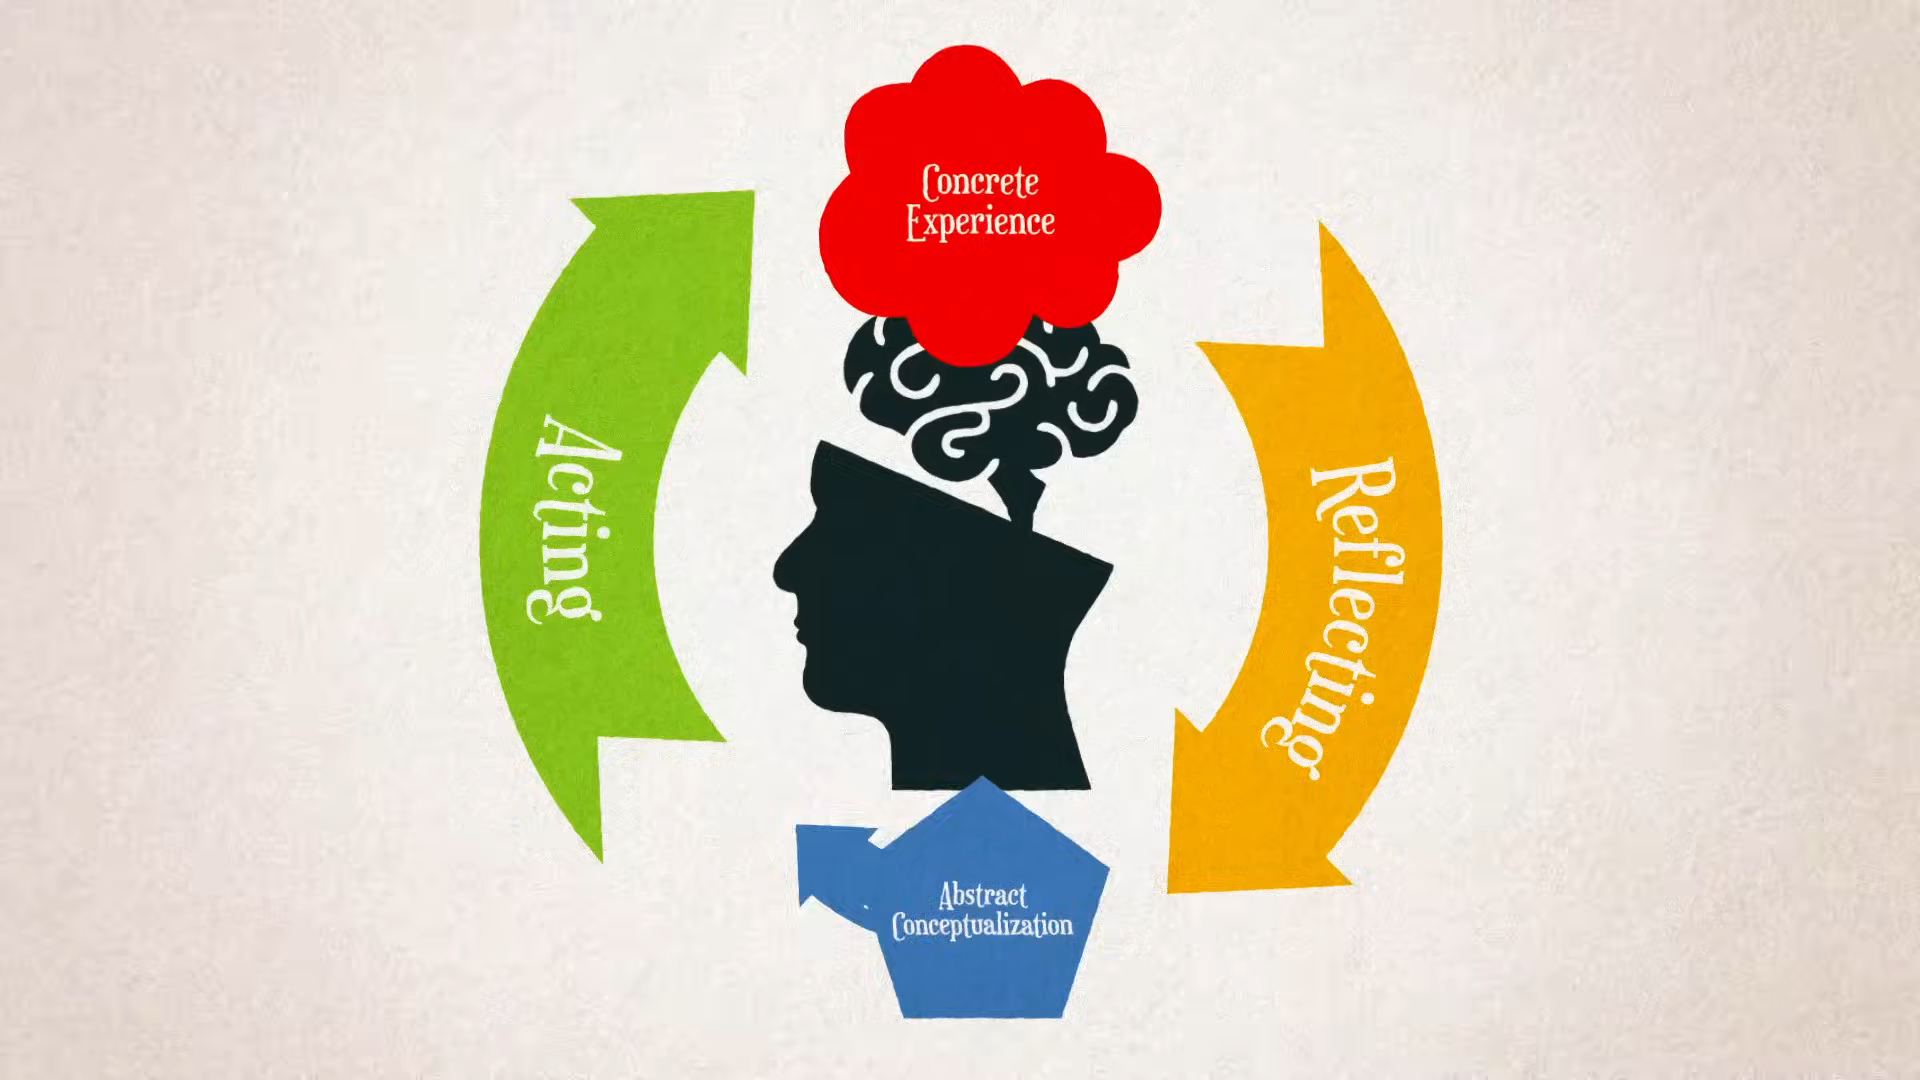 Concrete
Experience
Acting
Reflecting
Abstract
Conceptualization